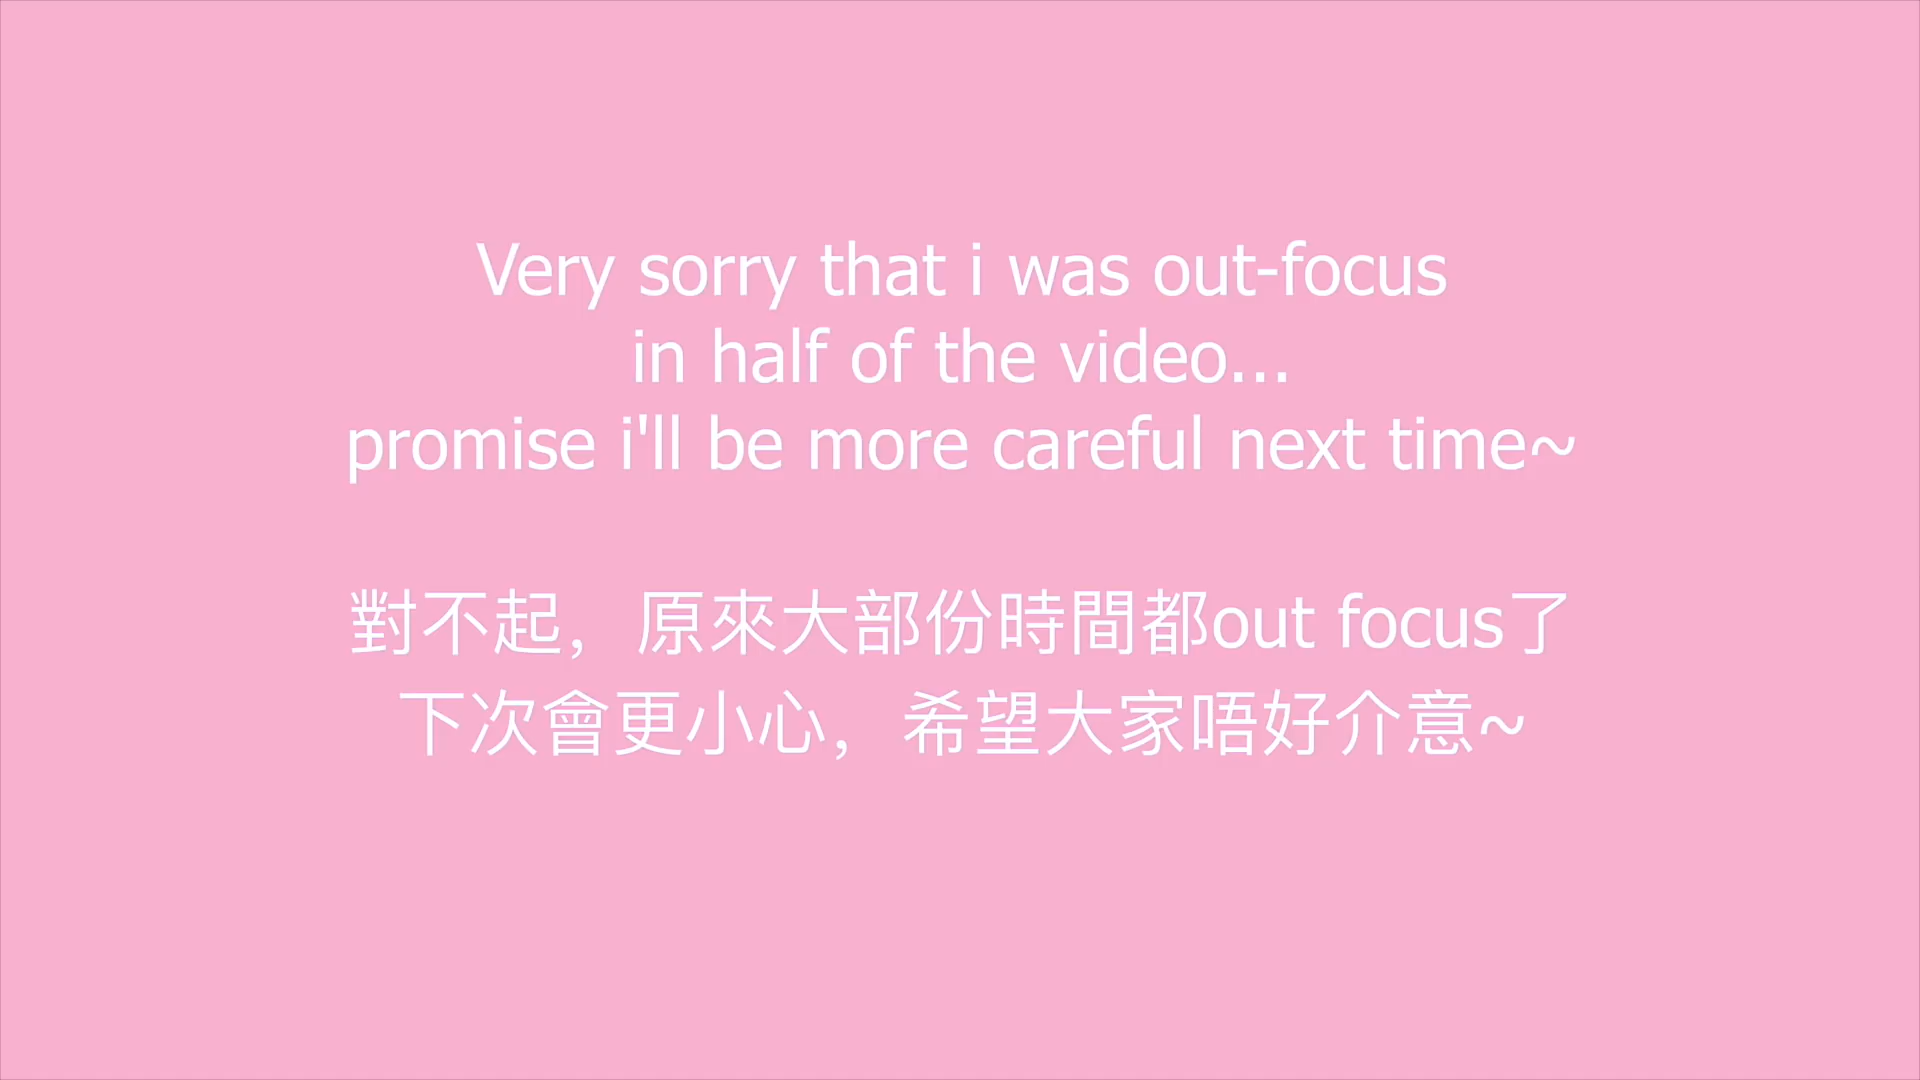 Very sorry that i was out-focus
in half of the video...
promise i'll be more careful next time~
對不起，原來大部份時間都out focus了
下次會更小心，希望大家唔好介意~